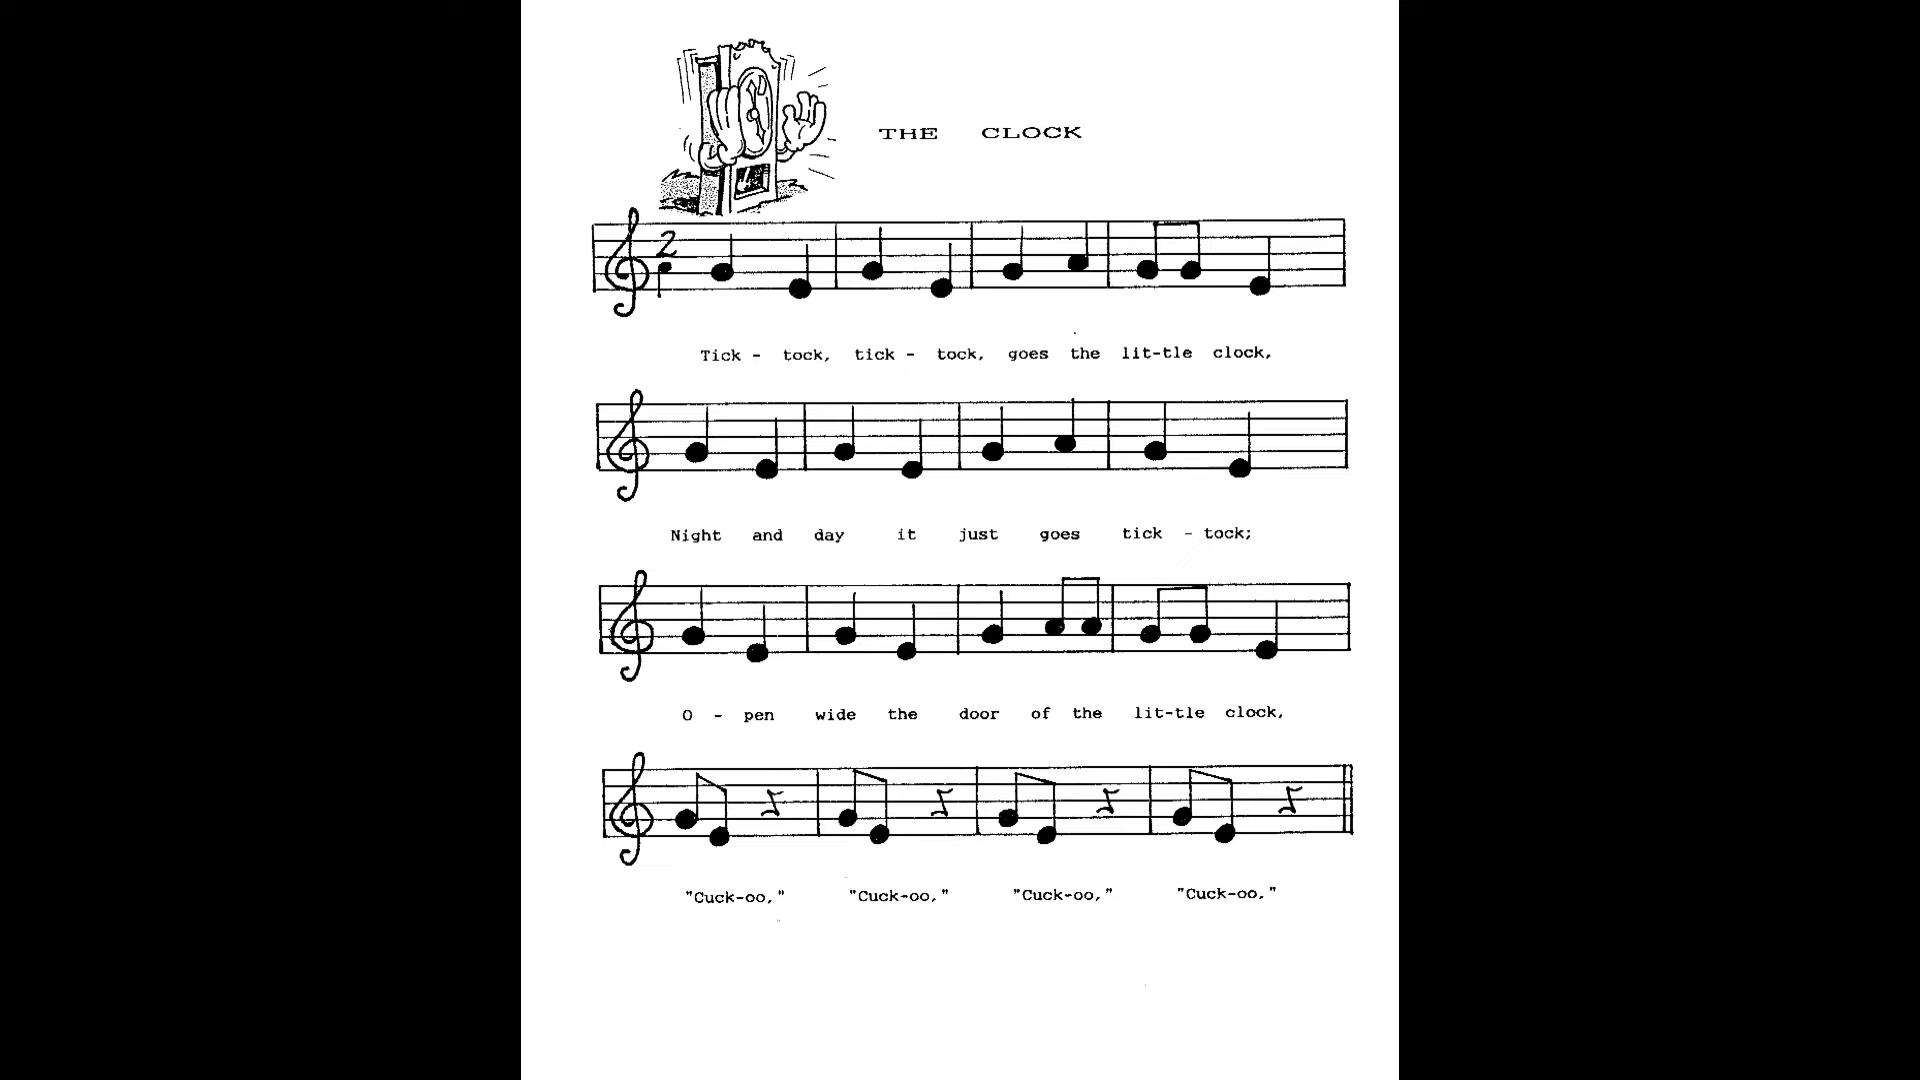 THE CLOCK
2
Tick - tock, tick - tock, goes the lit-tle clock,
Night and day it just goes tick - tock;
O - pen wide the door of the lit-tle clock,
"Cuck-oo," "Cuck-oo," "Cuck-oo," "Cuck-oo."